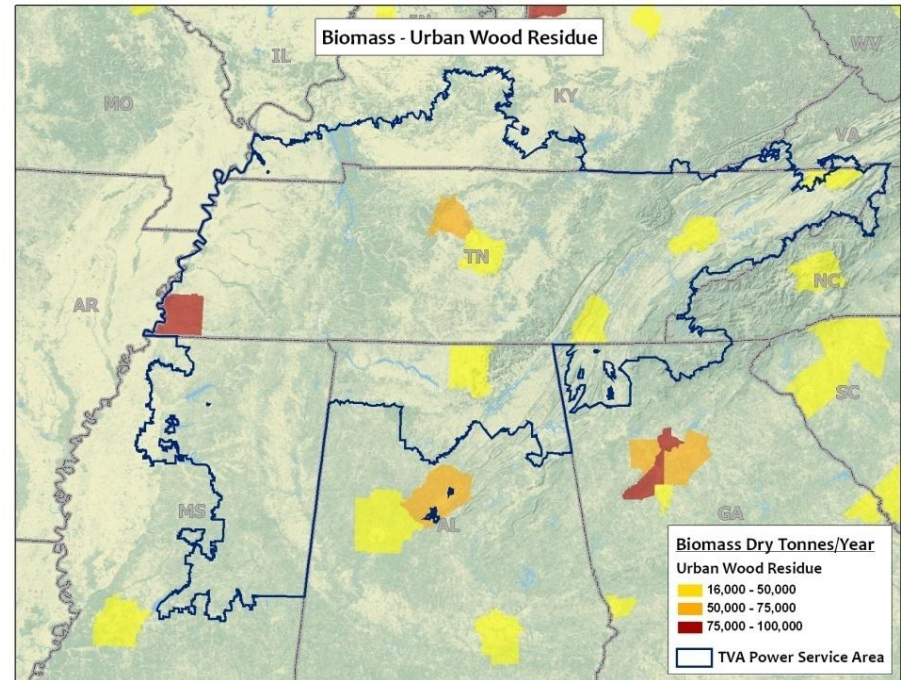 Biomass - Urban Wood Residue
IN
IL
WV
KY
MO
VA
TN
NC
AR
SC
MS
AL
GA
Biomass Dry Tonnes/Year
Urban Wood Residue
16,000 - 50,000
50,000 - 75,000
75,000 - 100,000
TVA Power Service Area